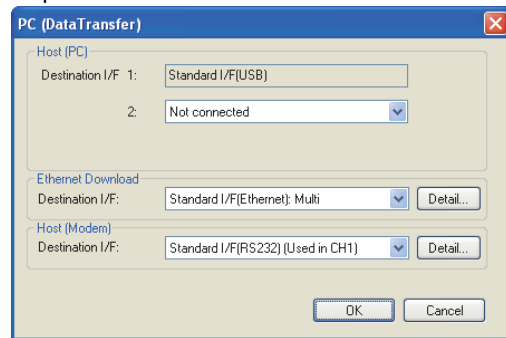 PC (DataTransfer)
Host (PC)
Destination I/F 1: Standard I/F(USB)
2: Not connected
Ethernet Download
Destination I/F: Standard I/F(Ethernet): Multi Detail...
Host (Modem)
Destination I/F: Standard I/F(RS232) (Used in CH1) Detail...
OK Cancel